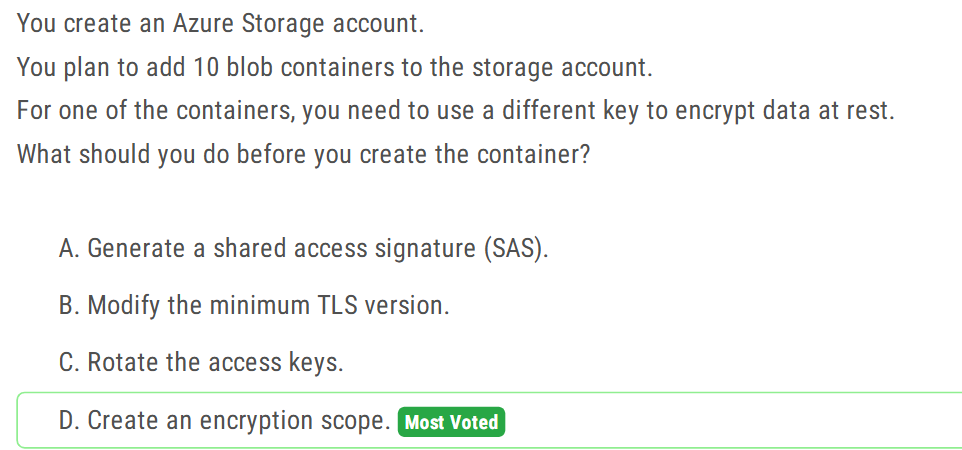 You create an Azure Storage account.
You plan to add 10 blob containers to the storage account.
For one of the containers, you need to use a different key to encrypt data at rest.
What should you do before you create the container?
A. Generate a shared access signature (SAS).
B. Modify the minimum TLS version.
C. Rotate the access keys.
D. Create an encryption scope. Most Voted